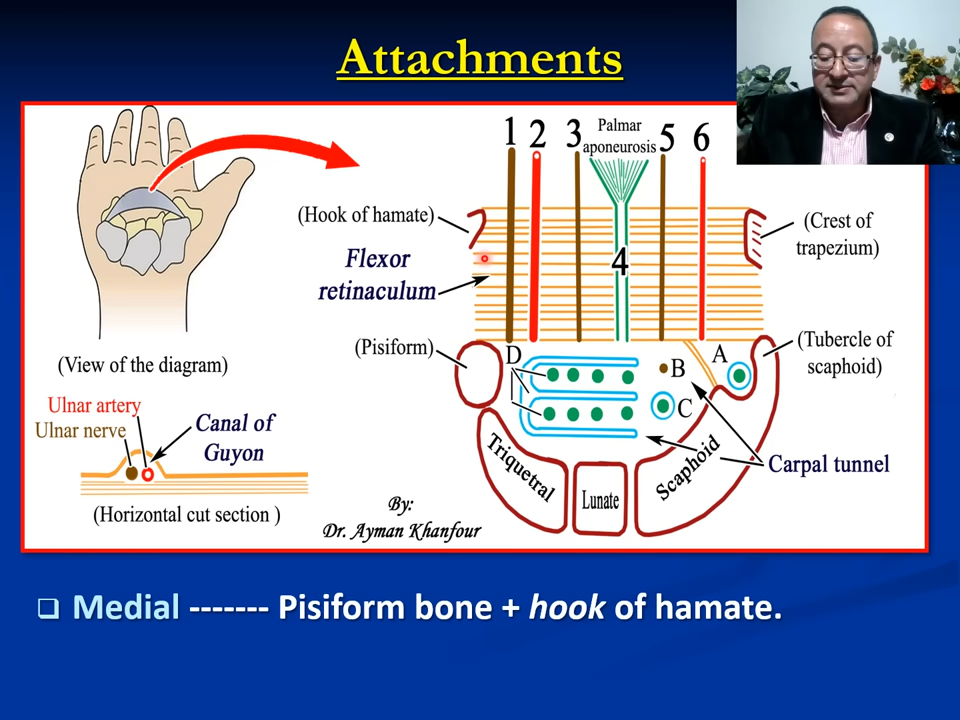 Attachments
1 2 3 Palmar aponeurosis 5 6
(Hook of hamate)
(Crest of
trapezium)
Flexor
retinaculum
4
(View of the diagram)
(Pisiform)
(Tubercle of
scaphoid)
D
B
A
C
Ulnar artery
Ulnar nerve
Canal of
Guyon
Carpal tunnel
Triquetral
Lunate
Scaphoid
(Horizontal cut section )
By:
Dr. Ayman Khanfour
Medial ------- Pisiform bone + hook of hamate.